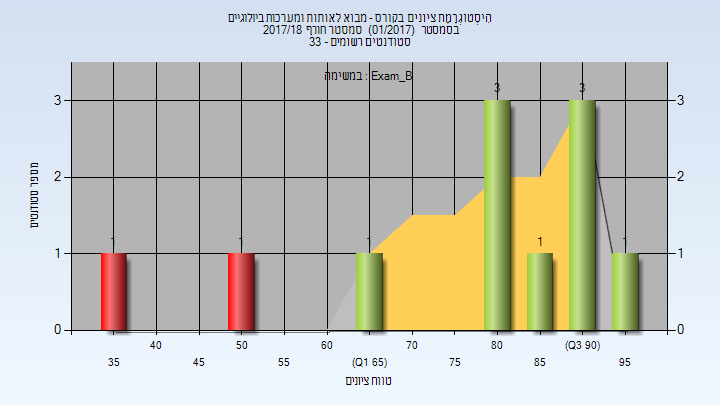 הִיסְטוֹגְרָמַת ציונים בקורס - מבוא לאותות ומערכות ביולוגיים
בסמסטר (01/2017) סמסטר חורף 2017/18
סטודנטים רשומים - 33
במשימה : Exam_B
3 3 3 3
2 2
1 1 1 1 1 1 1
0 0
מספר סטודנטים
40 50 60 70 80 (Q3 90)
35 45 55 (Q1 65) 75 85 95
טווח ציונים